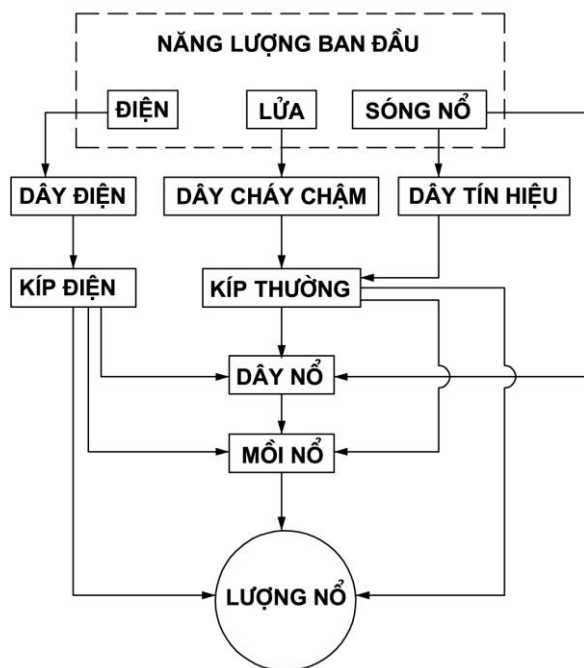 NĂNG LƯỢNG BAN ĐẦU
ĐIỆN
LỬA
SÓNG NỔ
DÂY ĐIỆN
DÂY CHÁY CHẬM
DÂY TÍN HIỆU
KÍP ĐIỆN
KÍP THƯỜNG
DÂY NỔ
MỒI NỔ
LƯỢNG NỔ